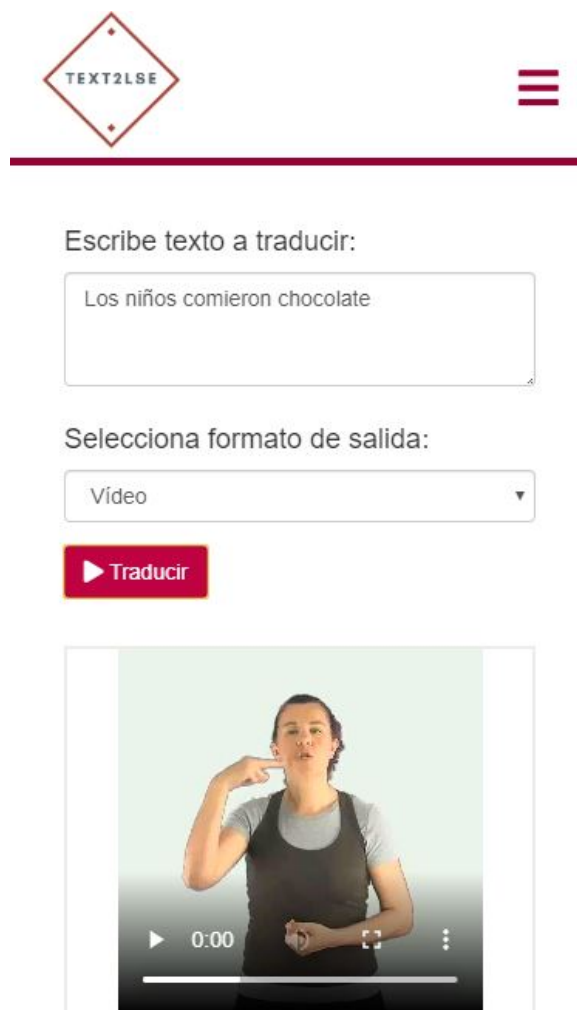 TEXT2LSE
Escribe texto a traducir:
Los niños comieron chocolate
Selecciona formato de salida:
Vídeo
Traducir
0:00